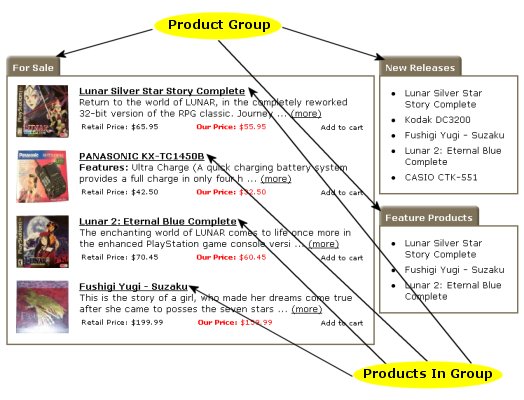 Product Group
For Sale
Lunar Silver Star Story Complete
Return to the world of LUNAR, in the completely reworked
32-bit version of the RPG classic. Journey ... (more)
Retail Price: $65.95 Our Price: $55.95 Add to cart
PANASONIC KX-TC1450B
Features: Ultra Charge (A quick charging battery system
provides a full charge in only four h ... (more)
Retail Price: $42.50 Our Price: $32.50 Add to cart
Lunar 2: Eternal Blue Complete
The enchanting world of LUNAR comes to life once more in
the enhanced PlayStation game console versi ... (more)
Retail Price: $70.45 Our Price: $60.45 Add to cart
Fushigi Yugi - Suzaku
This is the story of a girl, who made her dreams come true
after she came to posses the seven stars ... (more)
Retail Price: $199.99 Our Price: $159.99 Add to cart
New Releases
Lunar Silver Star
Story Complete
Kodak DC3200
Fushigi Yugi - Suzaku
Lunar 2: Eternal Blue
Complete
CASIO CTK-551
Feature Products
Lunar Silver Star
Story Complete
Fushigi Yugi - Suzaku
Lunar 2: Eternal Blue
Complete
Products In Group